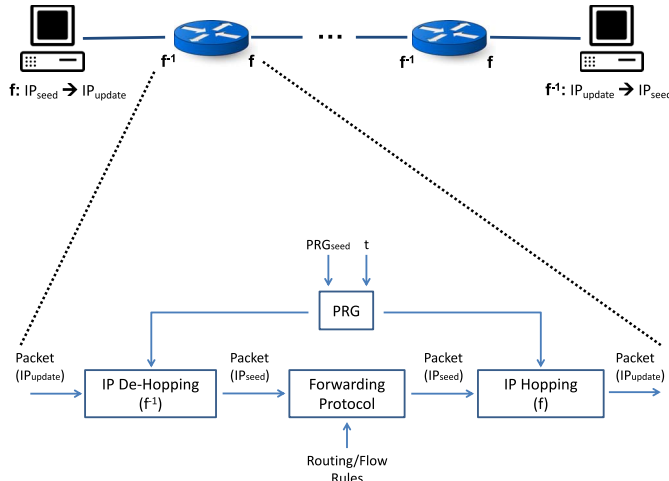 ...
f-1 f f-1 f
f: IPseed → IPupdate f-1: IPupdate → IPseed
PRGseed t
PRG
Packet (IPupdate)
IP De-Hopping (f-1)
Packet (IPseed)
Forwarding Protocol
Packet (IPseed)
IP Hopping (f)
Packet (IPupdate)
Routing/Flow
Rules